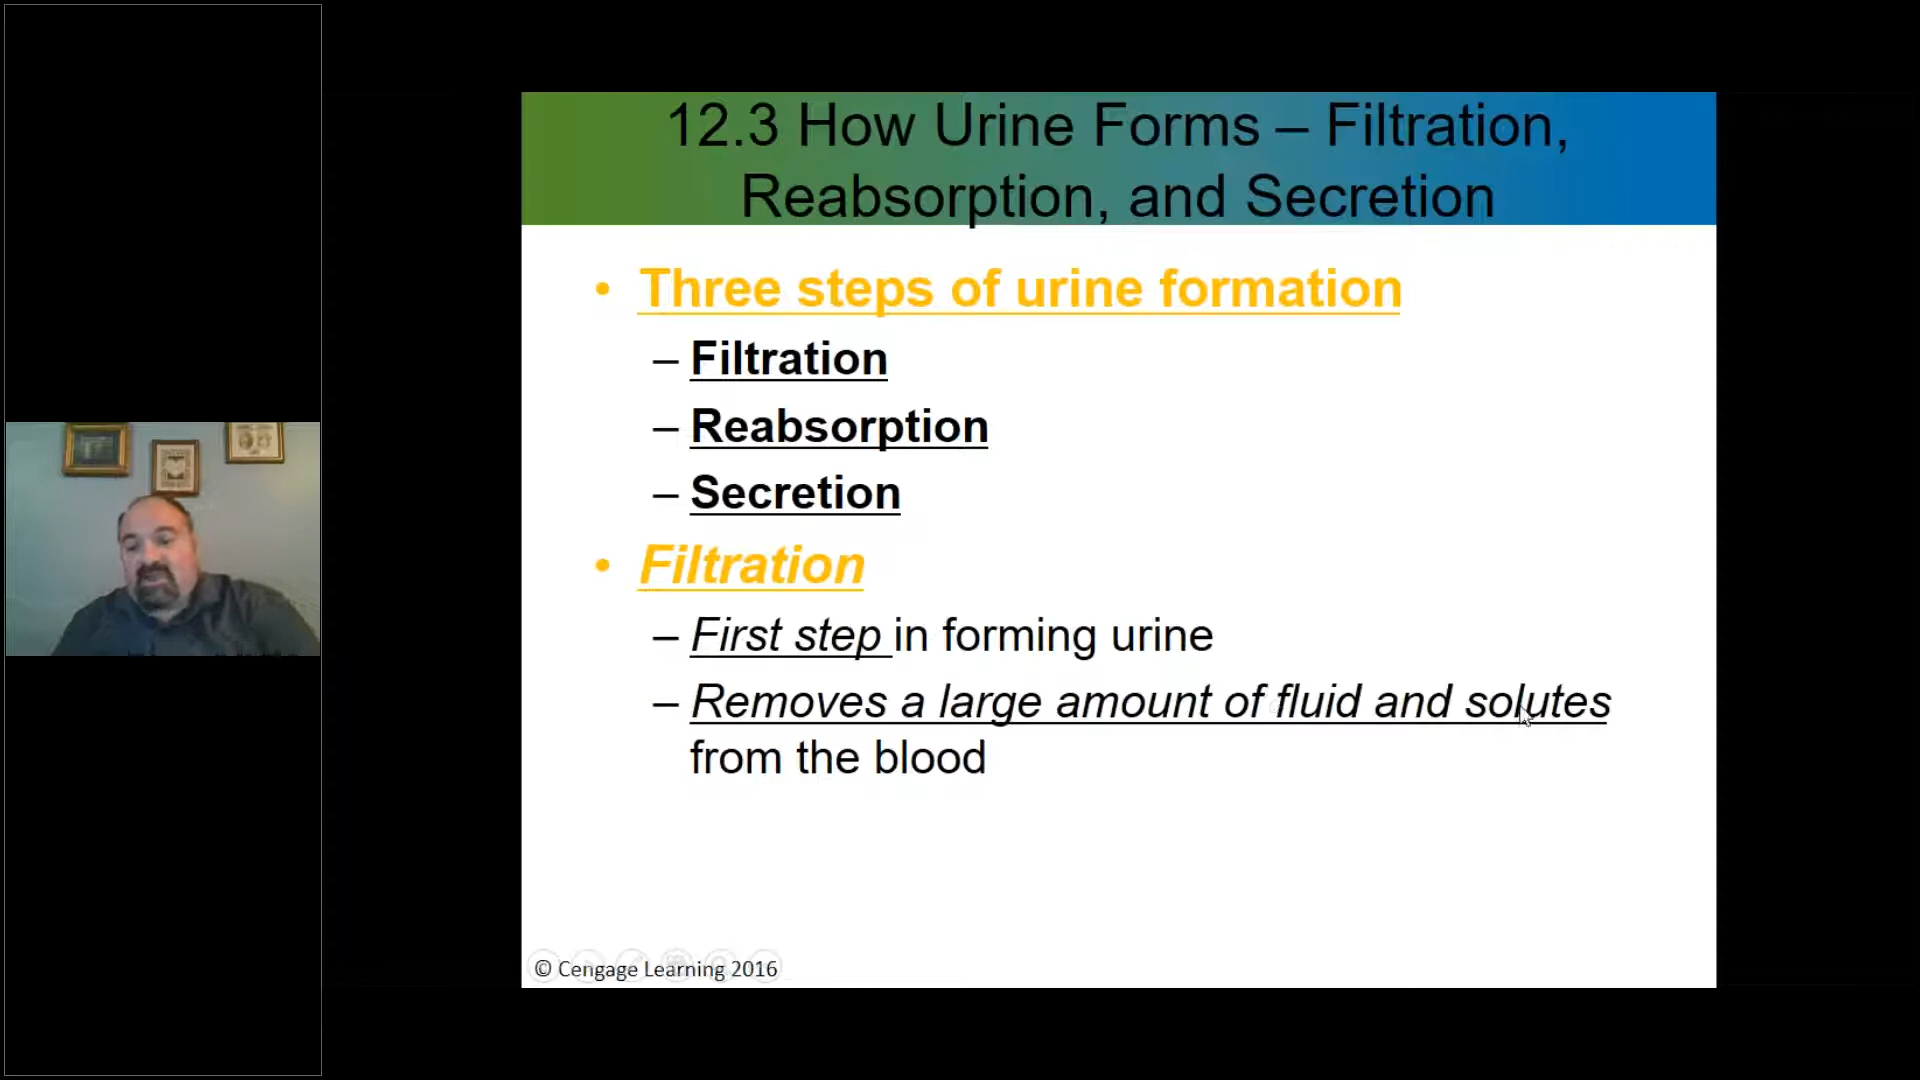 12.3 How Urine Forms – Filtration,
Reabsorption, and Secretion
• Three steps of urine formation
– Filtration
– Reabsorption
– Secretion
• Filtration
– First step in forming urine
– Removes a large amount of fluid and solutes
from the blood
© Cengage Learning 2016